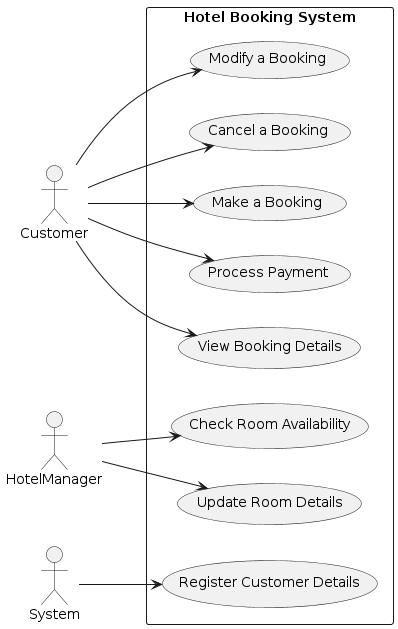 Hotel Booking System
Modify a Booking
Cancel a Booking
Make a Booking
Customer
Process Payment
View Booking Details
Check Room Availability
HotelManager
Update Room Details
Register Customer Details
System